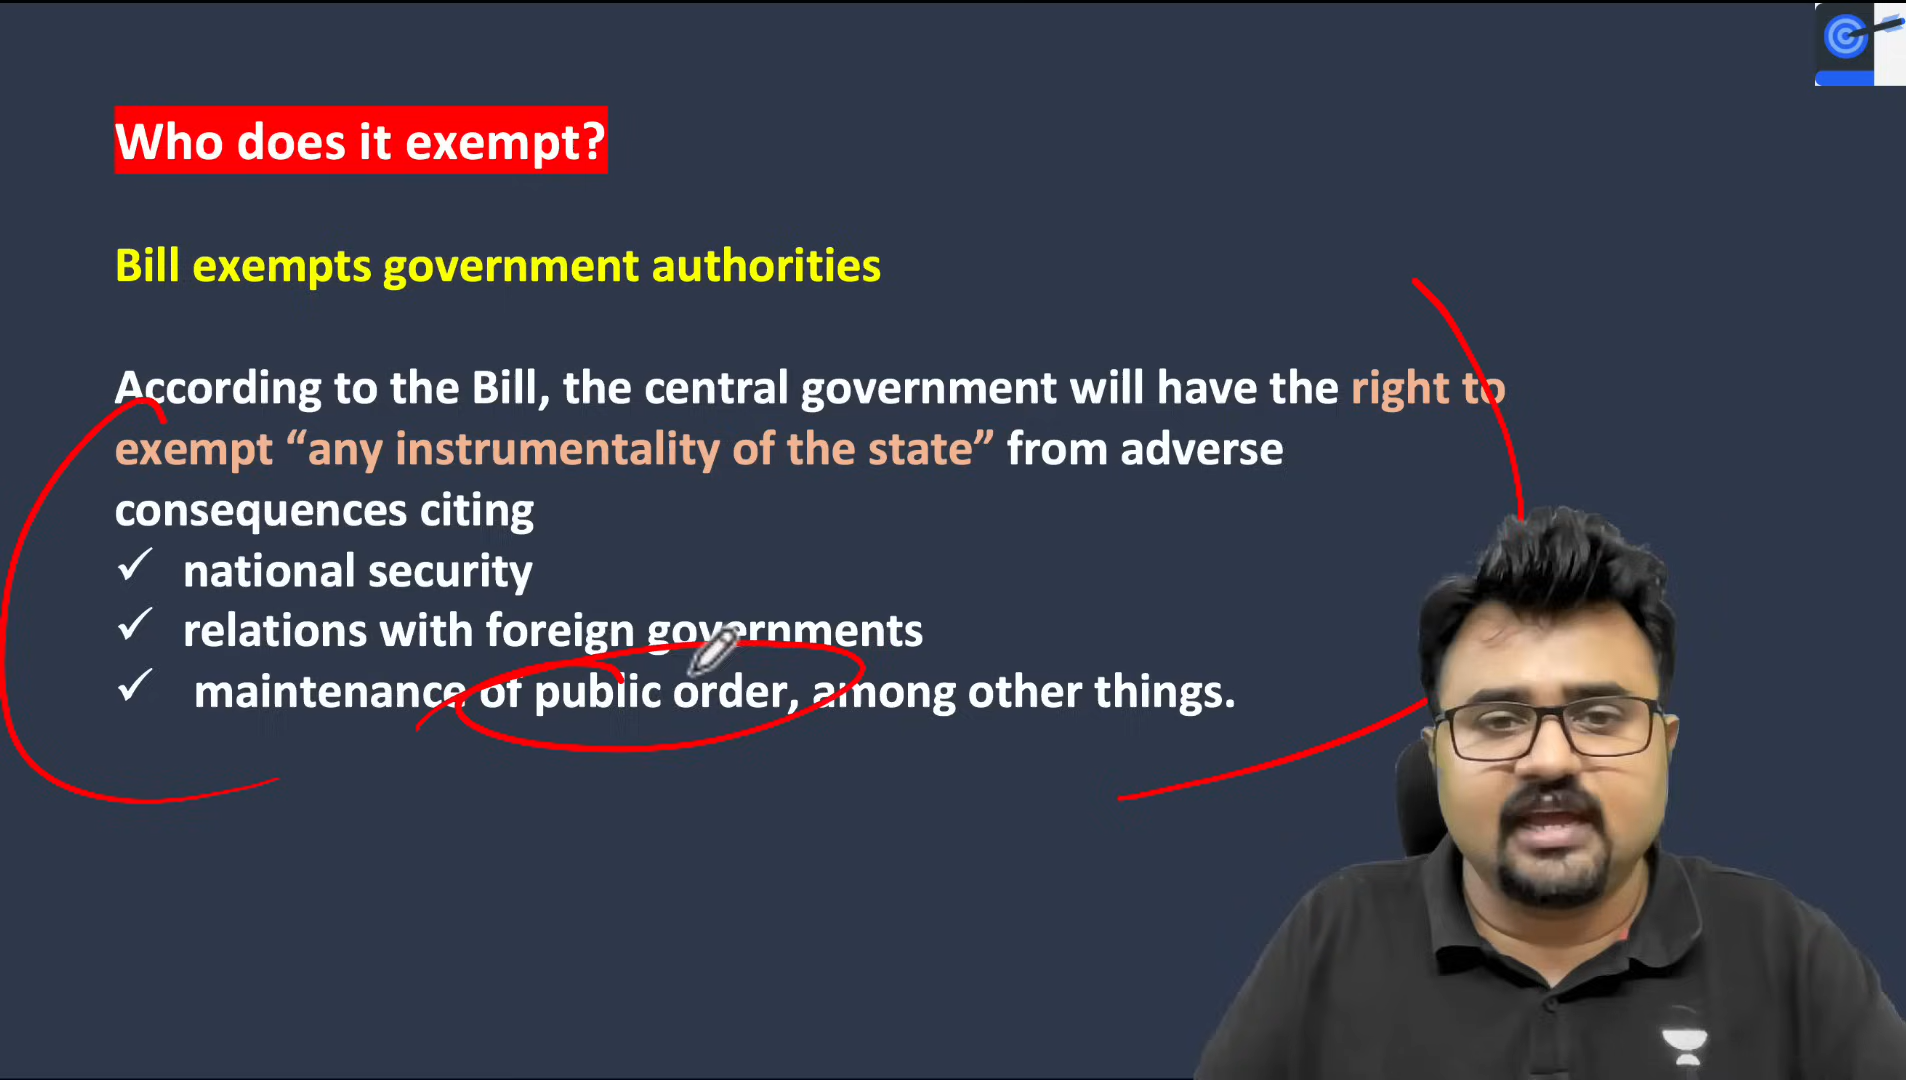 Who does it exempt?
Bill exempts government authorities
According to the Bill, the central government will have the right to
exempt “any instrumentality of the state” from adverse
consequences citing
✓ national security
✓ relations with foreign governments
✓ maintenance of public order, among other things.